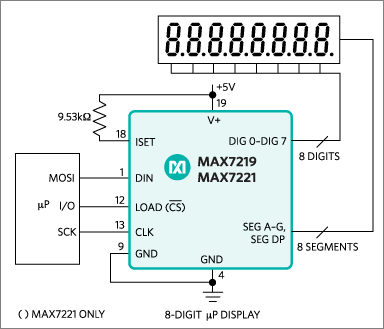 8.8.8.8.8.8.8.8.
+5V
19
9.53kΩ
V+
18
ISET
DIG 0–DIG 7
8 DIGITS
MAX7219
MAX7221
MOSI
1
DIN
µP
I/O
12
LOAD (CS)
SCK
13
CLK
SEG A–G,
SEG DP
8 SEGMENTS
9
GND
GND
4
( ) MAX7221 ONLY
8-DIGIT µP DISPLAY